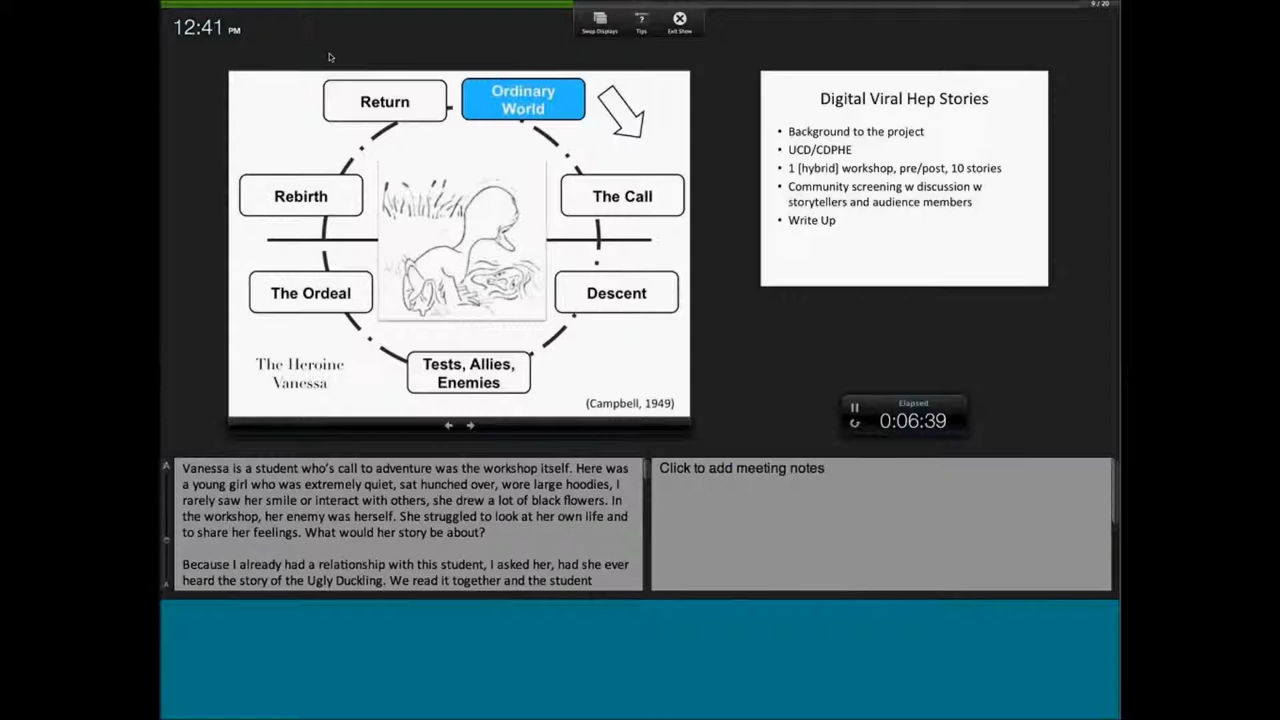 9 / 20
12:41 PM
Swap Displays
?
Tips
Exit Show
Return
Ordinary
World
Rebirth
The Call
The Ordeal
Descent
The Heroine
Vanessa
Tests, Allies,
Enemies
(Campbell, 1949)
Digital Viral Hep Stories
• Background to the project
• UCD/CDPHE
• 1 [hybrid] workshop, pre/post, 10 stories
• Community screening w discussion w
storytellers and audience members
• Write Up
Elapsed
0:06:39
A
A
Vanessa is a student who's call to adventure was the workshop itself. Here was
a young girl who was extremely quiet, sat hunched over, wore large hoodies, I
rarely saw her smile or interact with others, she drew a lot of black flowers. In
the workshop, her enemy was herself. She struggled to look at her own life and
to share her feelings. What would her story be about?
Because I already had a relationship with this student, I asked her, had she ever
heard the story of the Ugly Duckling. We read it together and the student
Click to add meeting notes